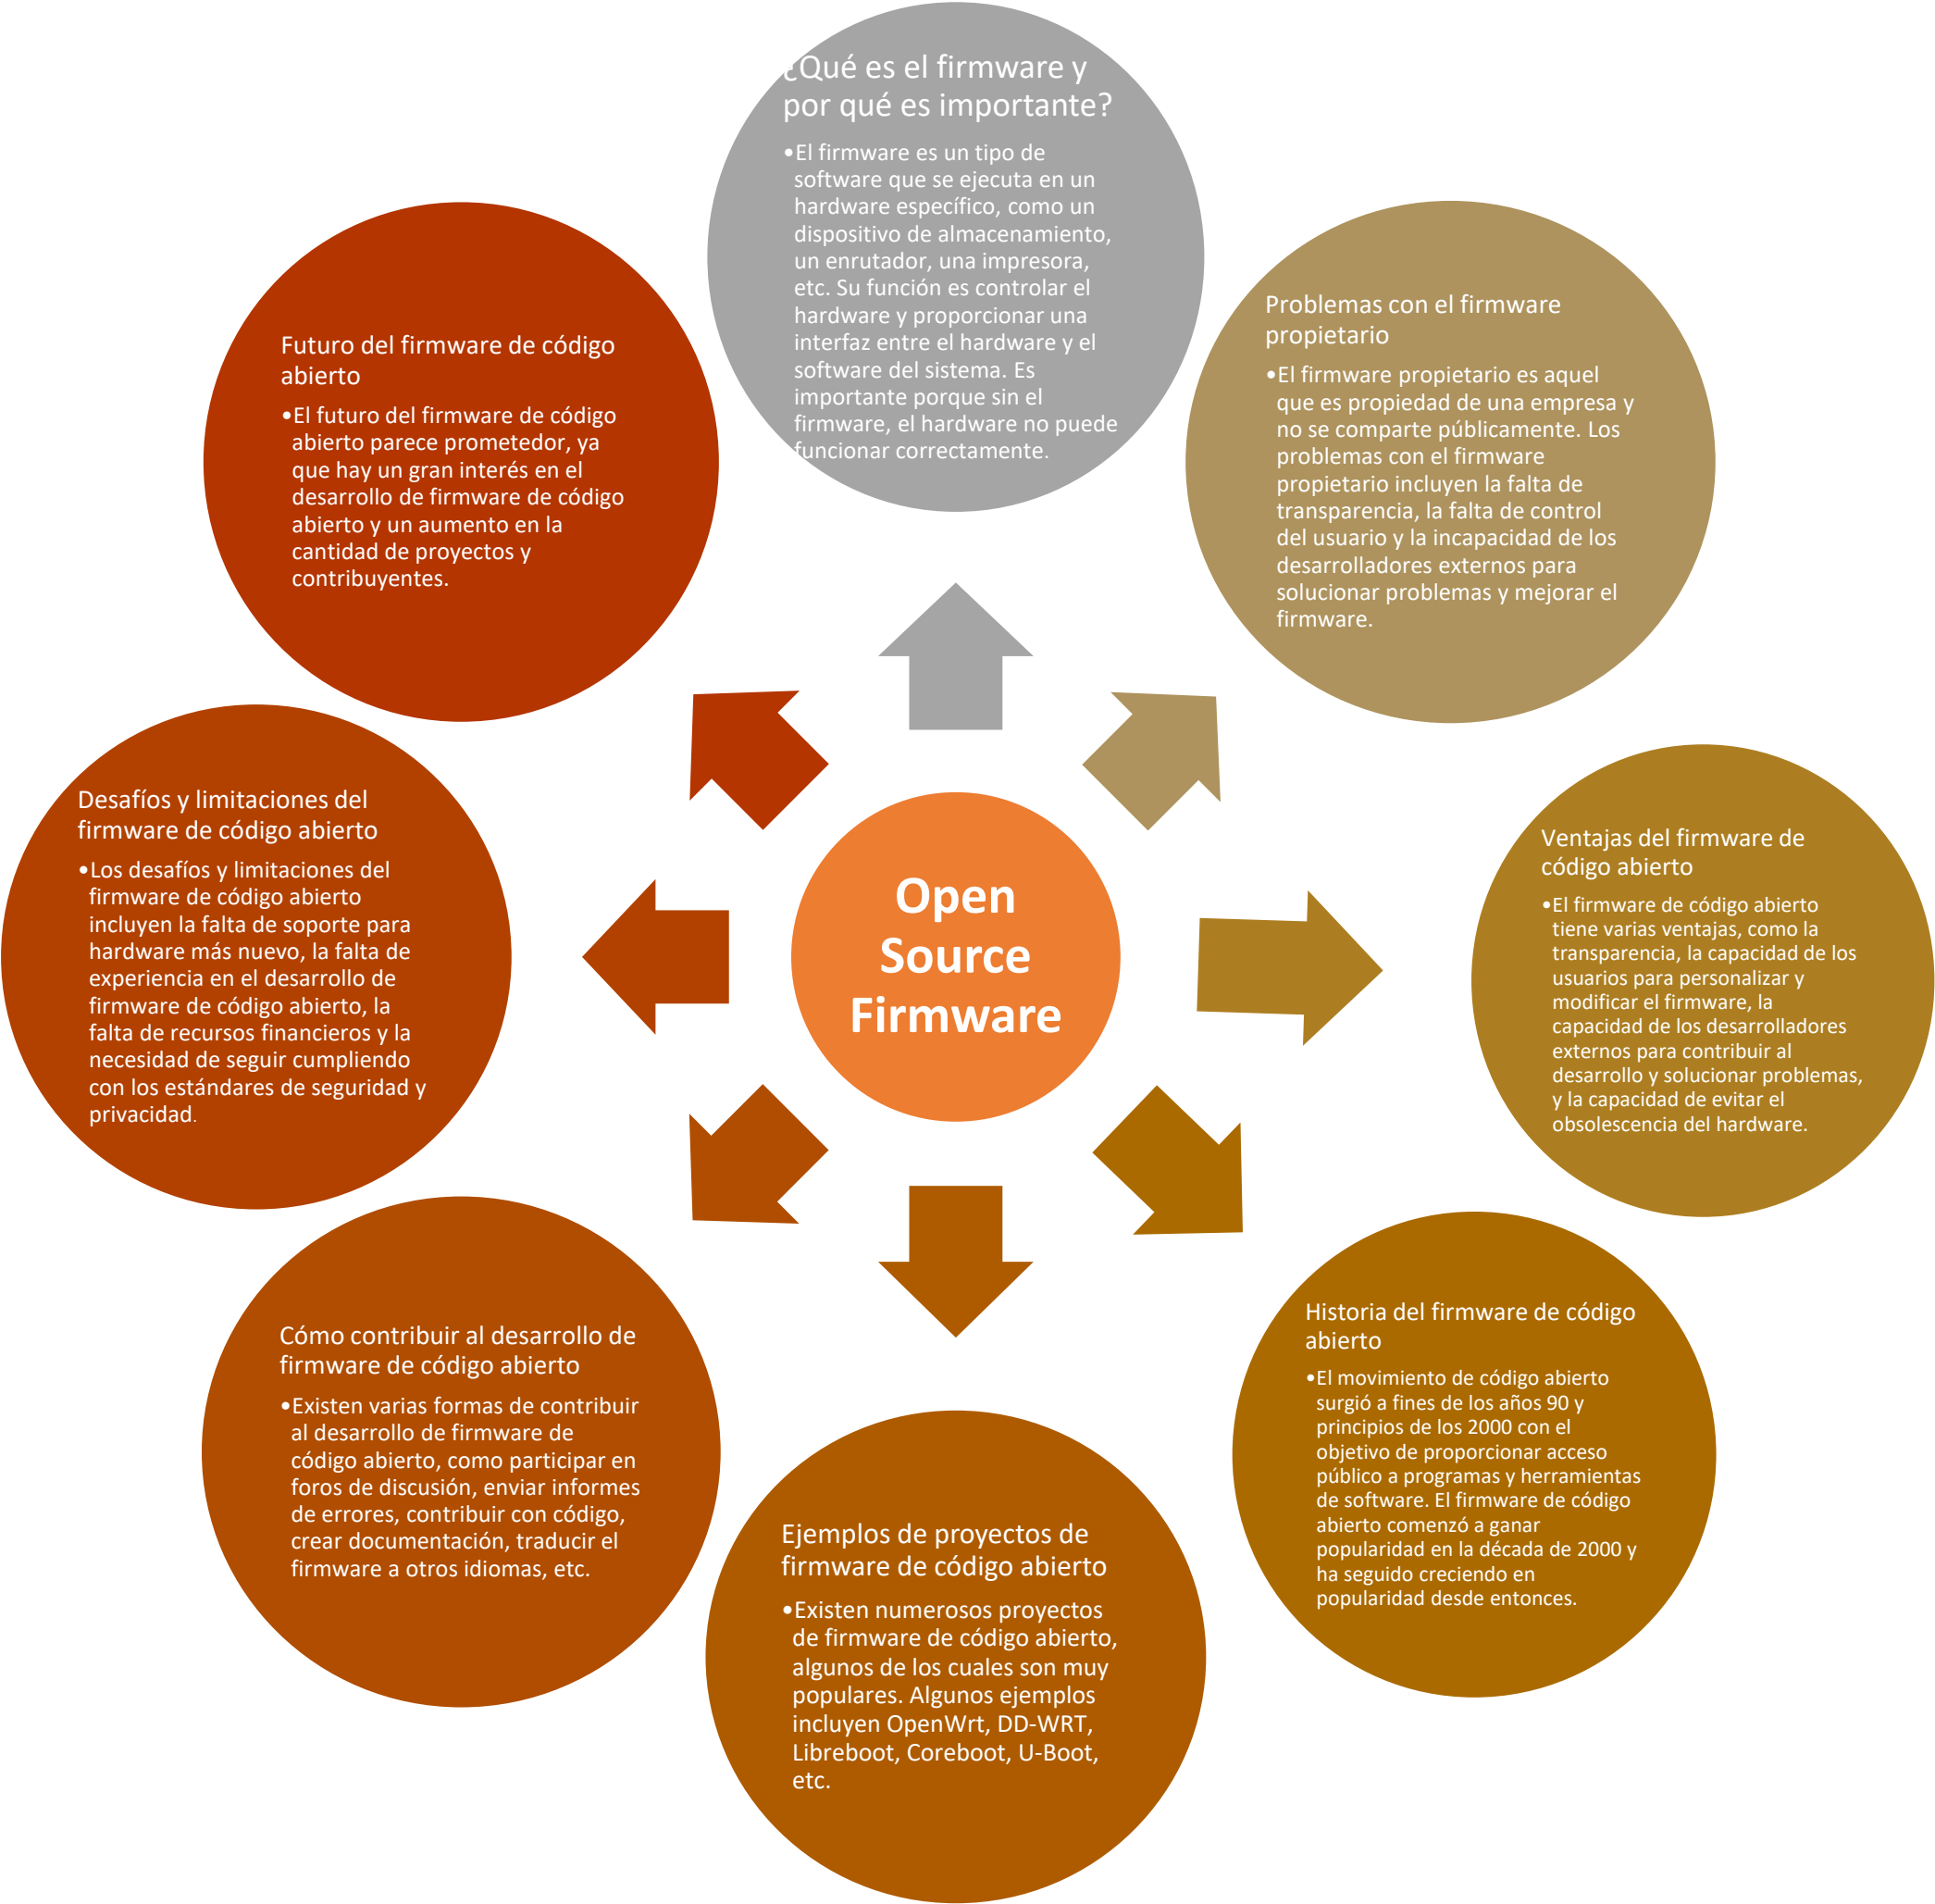 ¿Qué es el firmware y
por qué es importante?
•El firmware es un tipo de
software que se ejecuta en un
hardware específico, como un
dispositivo de almacenamiento,
un enrutador, una impresora,
etc. Su función es controlar el
hardware y proporcionar una
interfaz entre el hardware y el
software del sistema. Es
importante porque sin el
firmware, el hardware no puede
funcionar correctamente.
Problemas con el firmware
propietario
•El firmware propietario es aquel
que es propiedad de una empresa y
no se comparte públicamente. Los
problemas con el firmware
propietario incluyen la falta de
transparencia, la falta de control
del usuario y la incapacidad de los
desarrolladores externos para
solucionar problemas y mejorar el
firmware.
Ventajas del firmware de
código abierto
•El firmware de código abierto
tiene varias ventajas, como la
transparencia, la capacidad de los
usuarios para personalizar y
modificar el firmware, la
capacidad de los desarrolladores
externos para contribuir al
desarrollo y solucionar problemas,
y la capacidad de evitar el
obsolescencia del hardware.
Historia del firmware de código
abierto
•El movimiento de código abierto
surgió a fines de los años 90 y
principios de los 2000 con el
objetivo de proporcionar acceso
público a programas y herramientas
de software. El firmware de código
abierto comenzó a ganar
popularidad en la década de 2000 y
ha seguido creciendo en
popularidad desde entonces.
Ejemplos de proyectos de
firmware de código abierto
•Existen numerosos proyectos
de firmware de código abierto,
algunos de los cuales son muy
populares. Algunos ejemplos
incluyen OpenWrt, DD-WRT,
Libreboot, Coreboot, U-Boot,
etc.
Cómo contribuir al desarrollo de
firmware de código abierto
•Existen varias formas de contribuir
al desarrollo de firmware de
código abierto, como participar en
foros de discusión, enviar informes
de errores, contribuir con código,
crear documentación, traducir el
firmware a otros idiomas, etc.
Desafíos y limitaciones del
firmware de código abierto
•Los desafíos y limitaciones del
firmware de código abierto
incluyen la falta de soporte para
hardware más nuevo, la falta de
experiencia en el desarrollo de
firmware de código abierto, la
falta de recursos financieros y la
necesidad de seguir cumpliendo
con los estándares de seguridad y
privacidad.
Futuro del firmware de código
abierto
•El futuro del firmware de código
abierto parece prometedor, ya
que hay un gran interés en el
desarrollo de firmware de código
abierto y un aumento en la
cantidad de proyectos y
contribuyentes.
Open
Source
Firmware